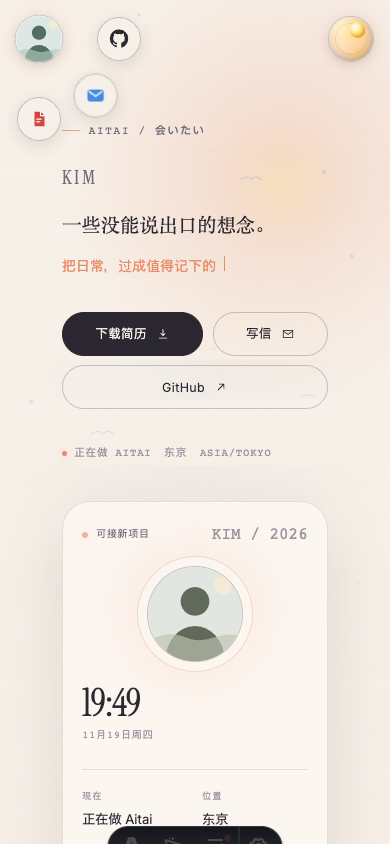 AITAI / 会いたい
KIM
一些没能说出口的想念。
把日常，过成值得记下的
下载简历
写信
GitHub
正在做 AITAI 东京 ASIA/TOKYO
可接新项目
KIM / 2026
19:49
11月19日周四
现在
位置
正在做 Aitai
东京